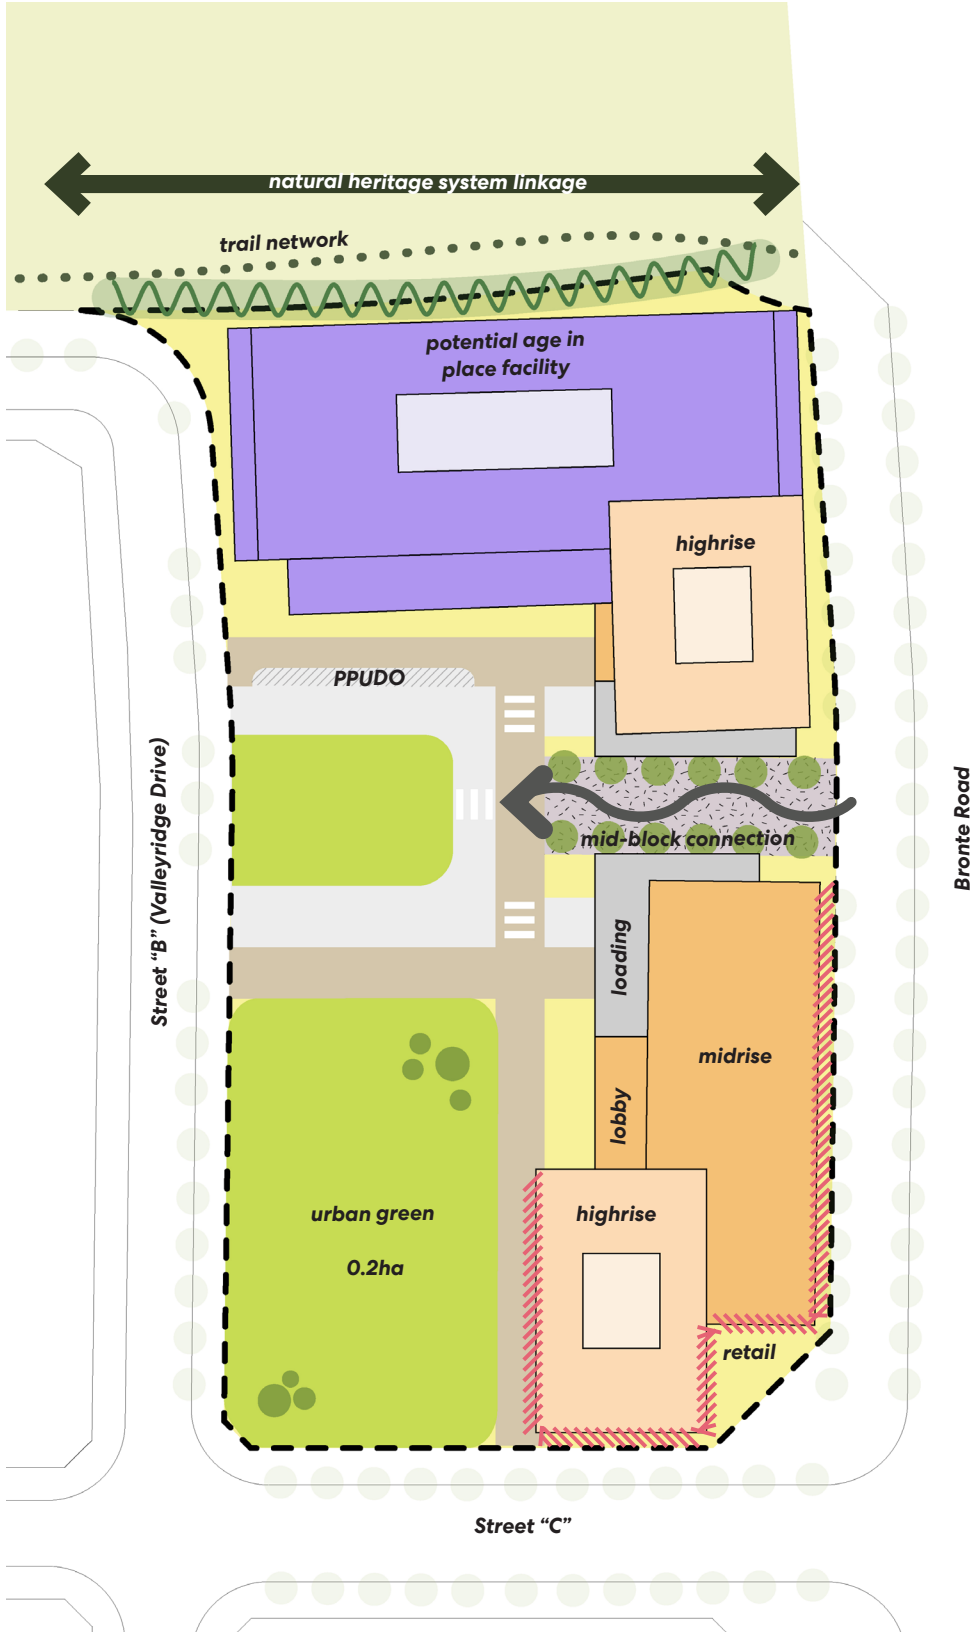 natural heritage system linkage
trail network
potential age in
place facility
highrise
PPUDO
mid-block connection
Street “B” (Valleyridge Drive)
Bronte Road
loading
midrise
lobby
urban green
0.2ha
highrise
retail
Street “C”